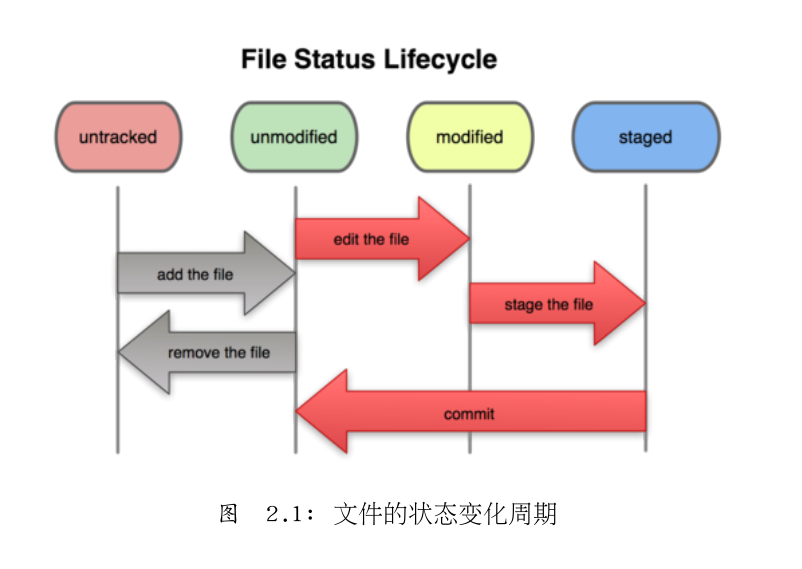 File Status Lifecycle
untracked
unmodified
modified
staged
edit the file
add the file
stage the file
remove the file
commit
图 2.1: 文件的状态变化周期